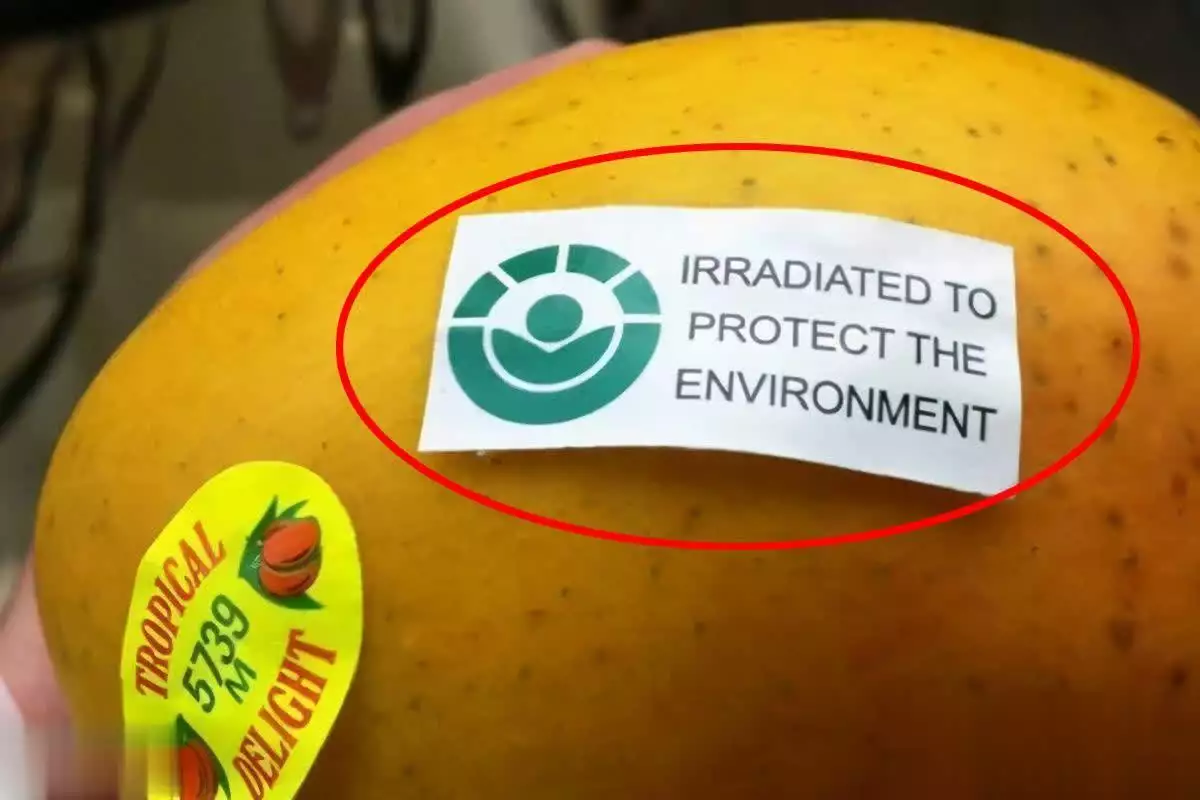 IRRADIATED TO
PROTECT THE
ENVIRONMENT
TROPICAL
5739
M
DELIGHT